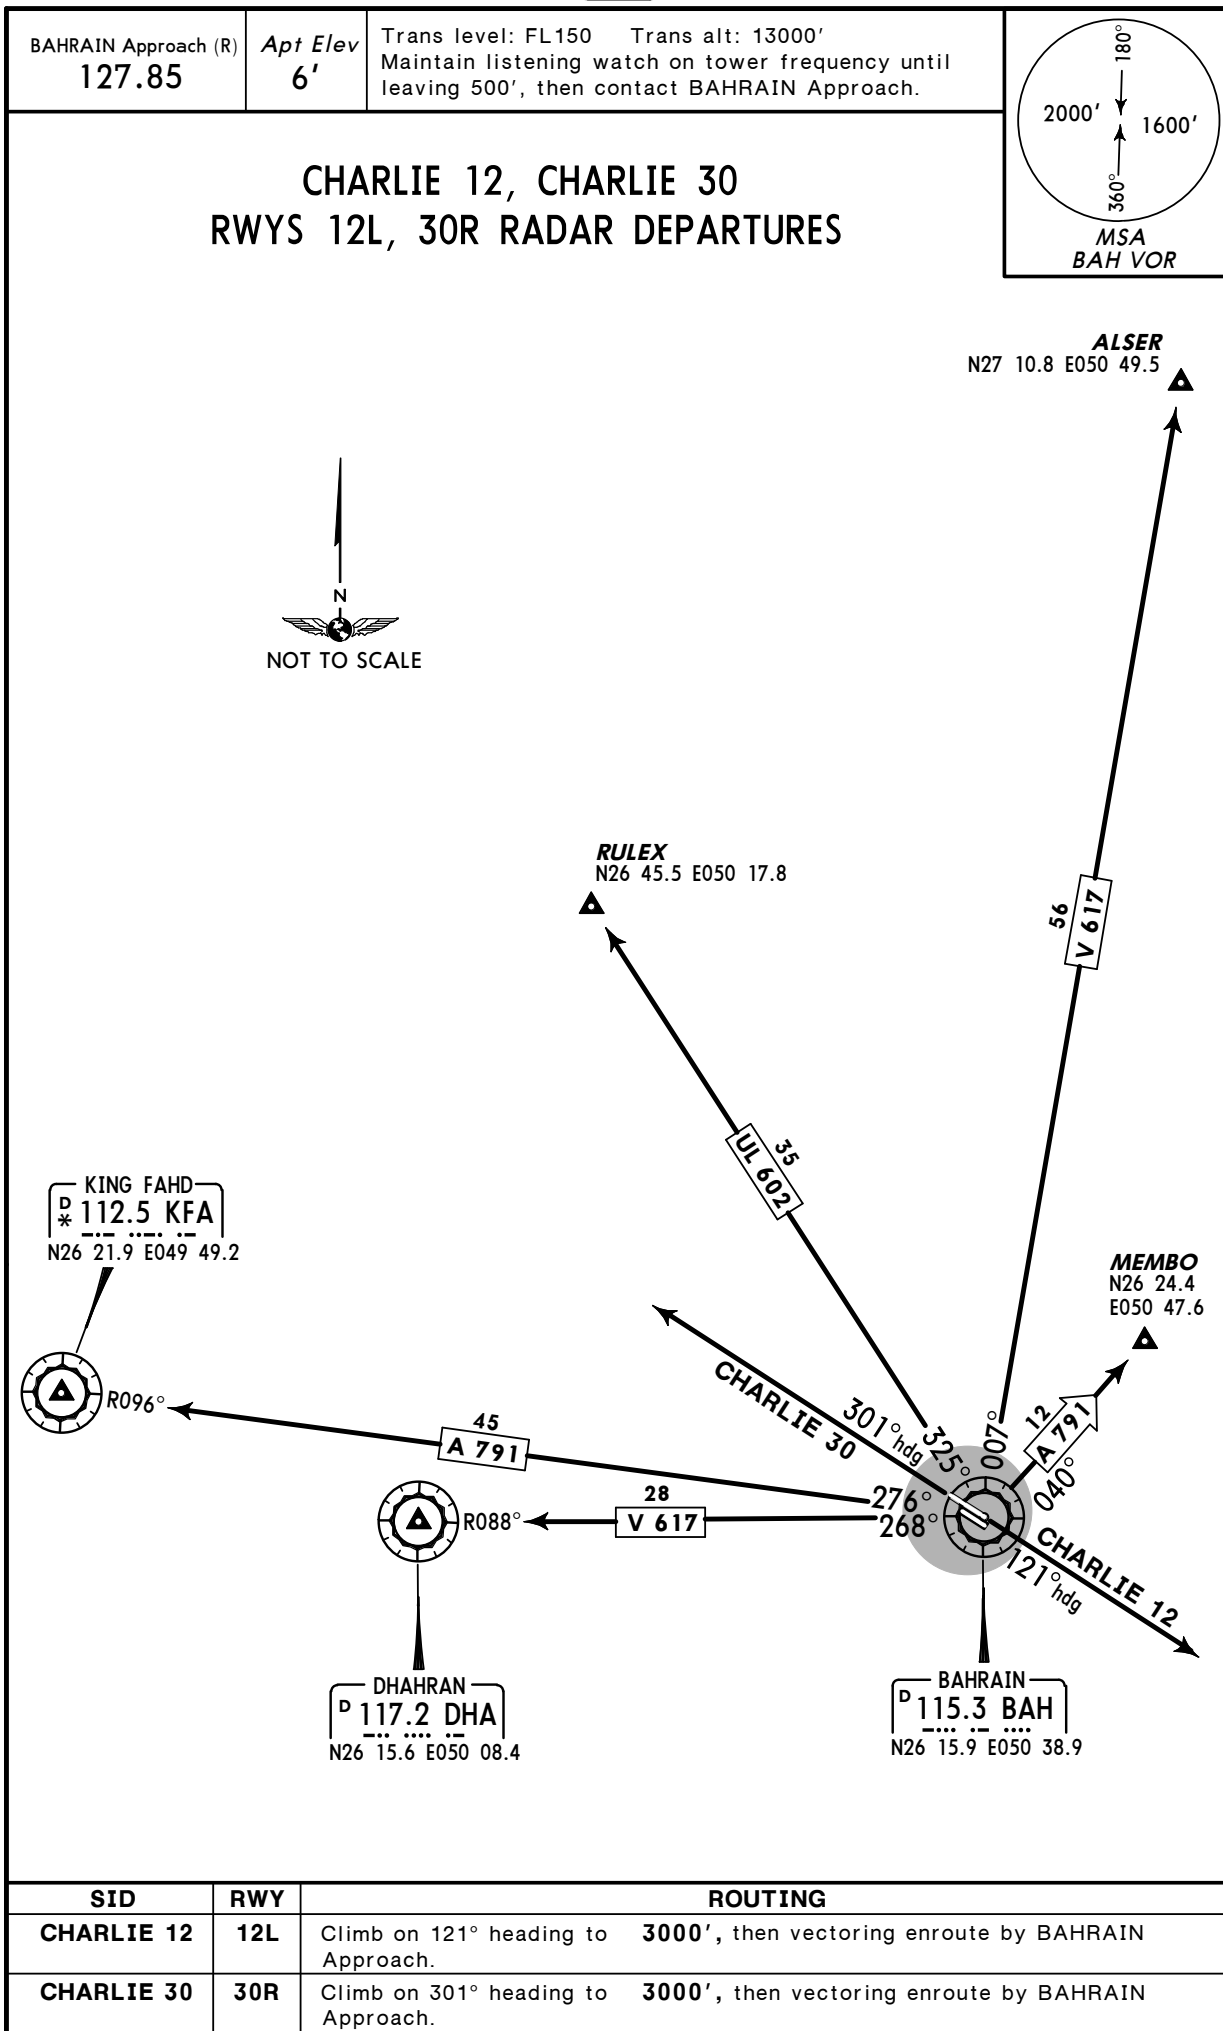 BAHRAIN Approach (R)
127.85
Apt Elev
6'
Trans level: FL150 Trans alt: 13000'
Maintain listening watch on tower frequency until
leaving 500', then contact BAHRAIN Approach.
180°
2000'
1600'
360°
MSA
BAH VOR
CHARLIE 12, CHARLIE 30
RWYS 12L, 30R RADAR DEPARTURES
ALSER
N27 10.8 E050 49.5
N
NOT TO SCALE
RULEX
N26 45.5 E050 17.8
56
V 617
35
UL 602
KING FAHD
D
* 112.5 KFA
N26 21.9 E049 49.2
MEMBO
N26 24.4
E050 47.6
R096°
45
A 791
CHARLIE 30
301° hdg
325°
007°
12
A 791
040°
276°
R088°
28
V 617
268°
CHARLIE 12
121° hdg
DHAHRAN
D 117.2 DHA
N26 15.6 E050 08.4
BAHRAIN
D 115.3 BAH
N26 15.9 E050 38.9
SID RWY ROUTING
CHARLIE 12 12L Climb on 121° heading to 3000', then vectoring enroute by BAHRAIN
Approach.
CHARLIE 30 30R Climb on 301° heading to 3000', then vectoring enroute by BAHRAIN
Approach.